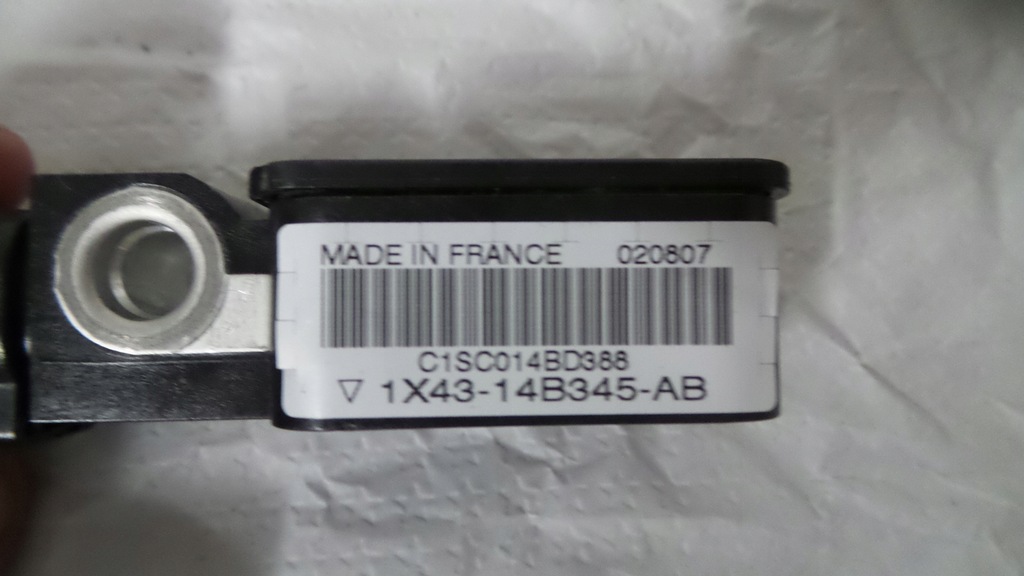 MADE IN FRANCE 020807
C1SC014BD388
▽ 1X43-14B345-AB